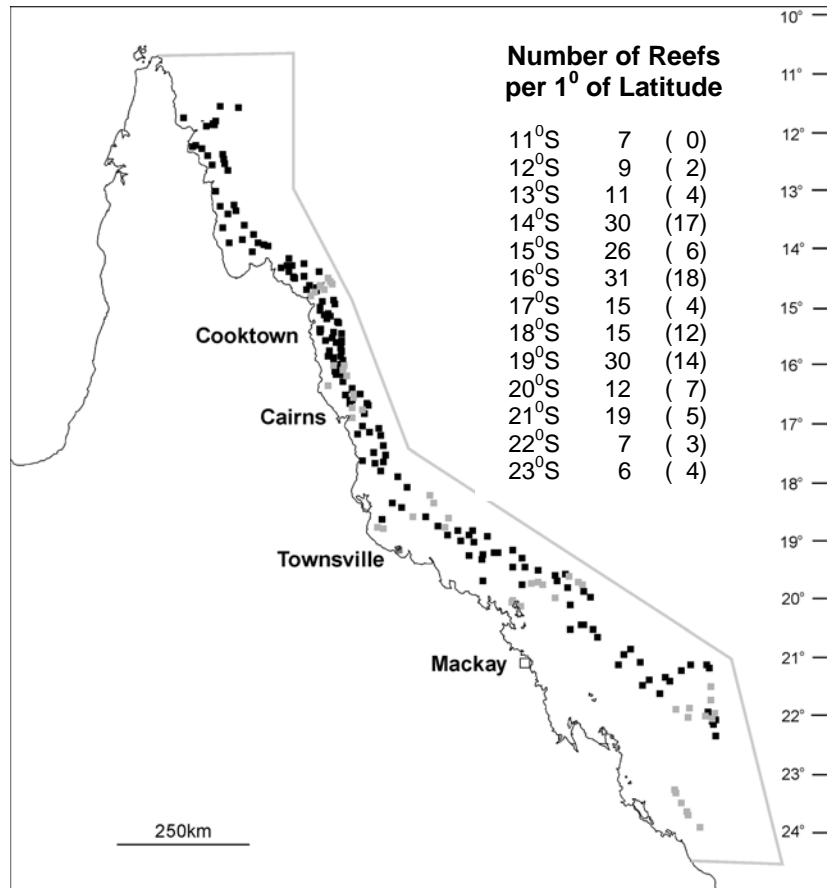 10°
Number of Reefs
per 1⁰ of Latitude
11°
11⁰S 7 ( 0)
12°
12⁰S 9 ( 2)
13⁰S 11 ( 4)
13°
14⁰S 30 (17)
14°
15⁰S 26 ( 6)
16⁰S 31 (18)
15°
17⁰S 15 ( 4)
Cooktown
18⁰S 15 (12)
16°
19⁰S 30 (14)
20⁰S 12 ( 7)
Cairns
21⁰S 19 ( 5)
17°
22⁰S 7 ( 3)
23⁰S 6 ( 4)
18°
19°
Townsville
20°
Mackay
21°
22°
23°
250km
24°